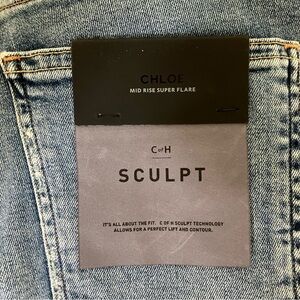 CHLOE
MID RISE SUPER FLARE
C of H
SCULPT
IT'S ALL ABOUT THE FIT. C OF H SCULPT TECHNOLOGY
ALLOWS FOR A PERFECT LIFT AND CONTOUR.